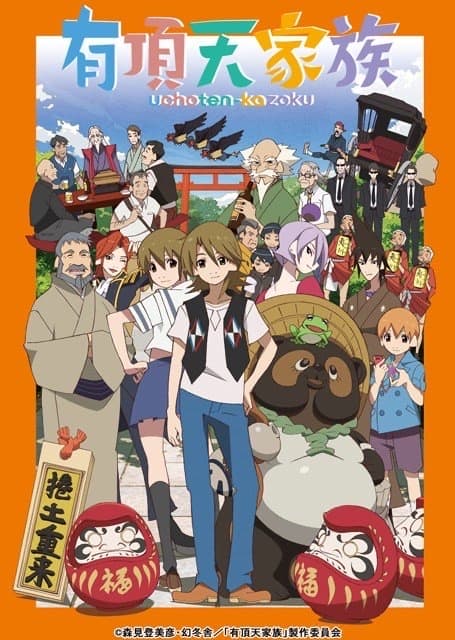 有頂天家族
uchoten-kazoku
捲土重来
福
福
©森見登美彦・幻冬舎／「有頂天家族」製作委員会